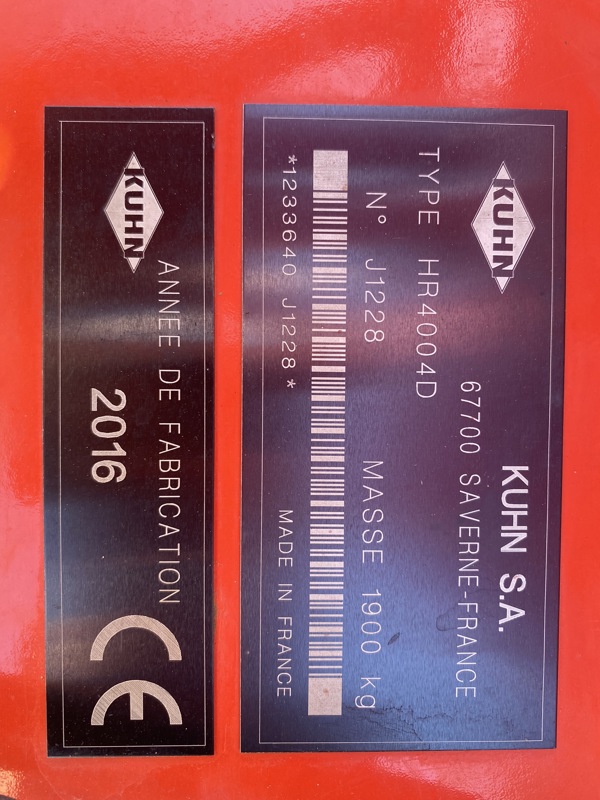 KUHN
KUHN S.A.
67700 SAVERNE-FRANCE
TYPE HR4004D
N° J1228 MASSE 1900 kg
*1233640 J1228*
MADE IN FRANCE
KUHN
ANNEE DE FABRICATION
2016
CE